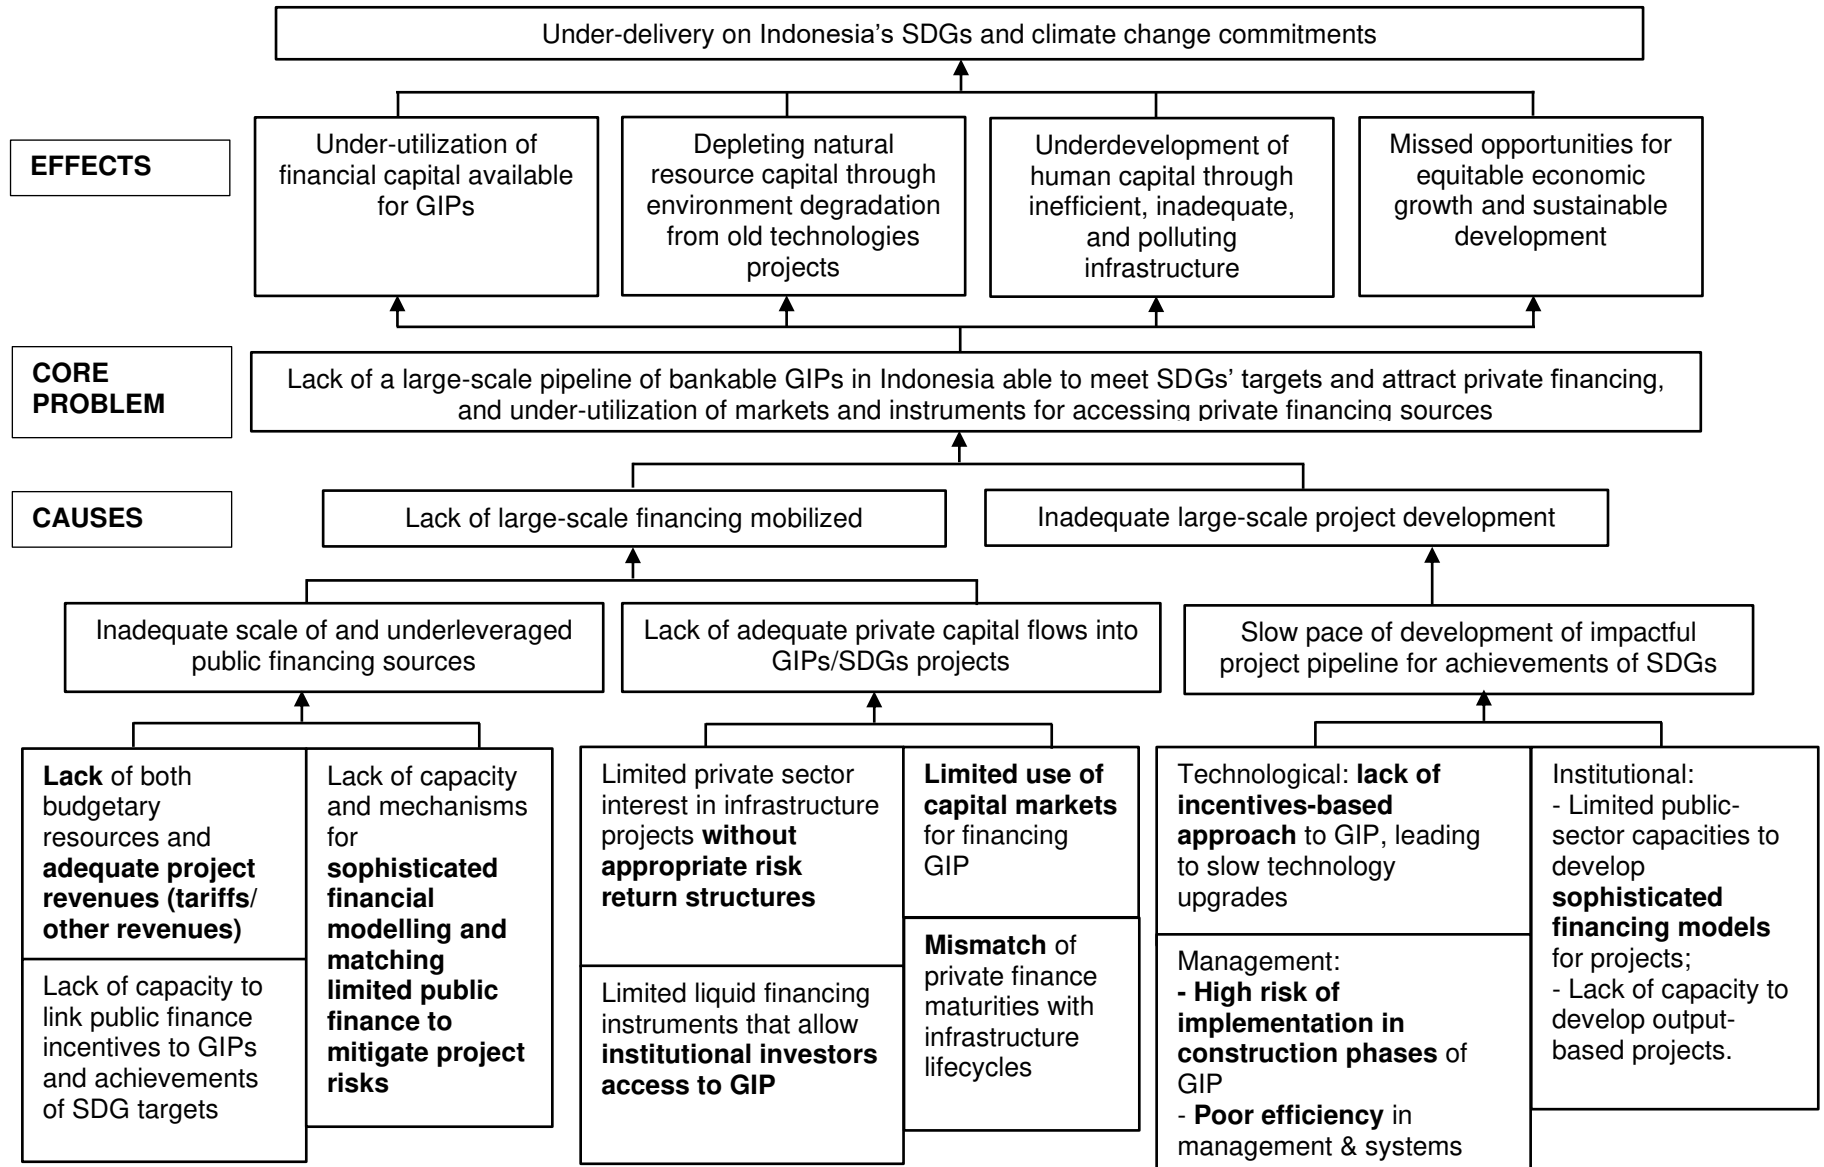 Under-delivery on Indonesia’s SDGs and climate change commitments
EFFECTS
Under-utilization of
financial capital available
for GIPs
Depleting natural
resource capital through
environment degradation
from old technologies
projects
Underdevelopment of
human capital through
inefficient, inadequate,
and polluting
infrastructure
Missed opportunities for
equitable economic
growth and sustainable
development
CORE
PROBLEM
Lack of a large-scale pipeline of bankable GIPs in Indonesia able to meet SDGs’ targets and attract private financing,
and under-utilization of markets and instruments for accessing private financing sources
CAUSES
Lack of large-scale financing mobilized
Inadequate large-scale project development
Inadequate scale of and underleveraged
public financing sources
Lack of adequate private capital flows into
GIPs/SDGs projects
Slow pace of development of impactful
project pipeline for achievements of SDGs
Lack of both
budgetary
resources and
adequate project
revenues (tariffs/
other revenues)
Lack of capacity to
link public finance
incentives to GIPs
and achievements
of SDG targets
Lack of capacity
and mechanisms
for
sophisticated
financial
modelling and
matching
limited public
finance to
mitigate project
risks
Limited private sector
interest in infrastructure
projects without
appropriate risk
return structures
Limited liquid financing
instruments that allow
institutional investors
access to GIP
Limited use of
capital markets
for financing
GIP
Mismatch of
private finance
maturities with
infrastructure
lifecycles
Technological: lack of
incentives-based
approach to GIP, leading
to slow technology
upgrades
Management:
- High risk of
implementation in
construction phases of
GIP
- Poor efficiency in
management & systems
Institutional:
- Limited public-
sector capacities to
develop
sophisticated
financing models
for projects;
- Lack of capacity to
develop output-
based projects.